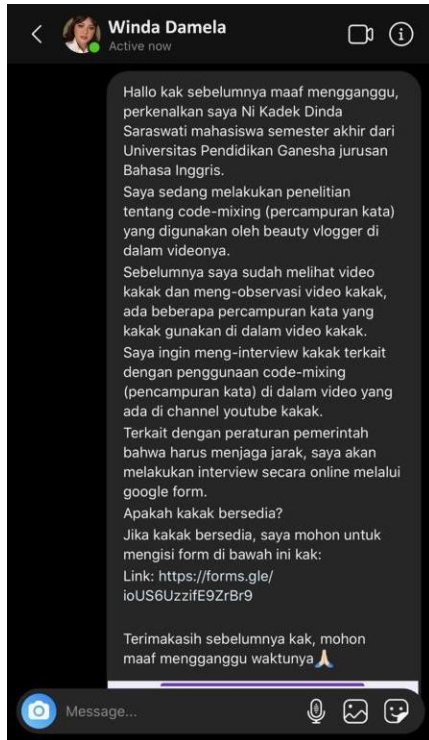 Winda Damela
Active now
Hallo kak sebelumnya maaf mengganggu,
perkenalkan saya Ni Kadek Dinda
Saraswati mahasiswa semester akhir dari
Universitas Pendidikan Ganesha jurusan
Bahasa Inggris.
Saya sedang melakukan penelitian
tentang code-mixing (percampuran kata)
yang digunakan oleh beauty vlogger di
dalam videonya.
Sebelumnya saya sudah melihat video
kakak dan meng-observasi video kakak,
ada beberapa percampuran kata yang
kakak gunakan di dalam video kakak.
Saya ingin meng-interview kakak terkait
dengan penggunaan code-mixing
(pencampuran kata) di dalam video yang
ada di channel youtube kakak.
Terkait dengan peraturan pemerintah
bahwa harus menjaga jarak, saya akan
melakukan interview secara online melalui
google form.
Apakah kakak bersedia?
Jika kakak bersedia, saya mohon untuk
mengisi form di bawah ini kak:
Link: https://forms.gle/
ioUS6UzzifE9ZrBr9
Terimakasih sebelumnya kak, mohon
maaf mengganggu waktunya🙏🏻
Message...